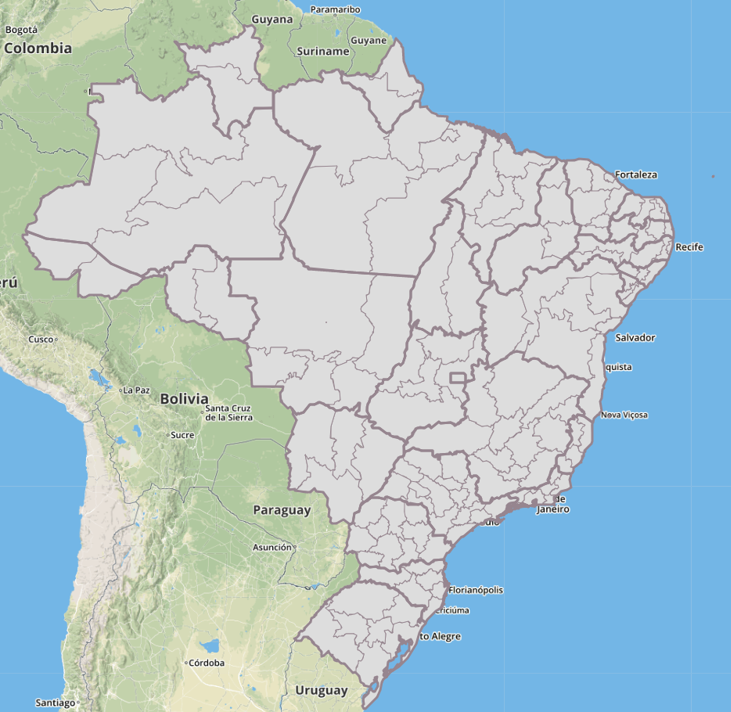 Paramaribo
Guyana
Bogotá
Colombia
Guyane
Suriname
Fortaleza
Recife
erú
Cusco
Salvador
quista
La Paz
Bolivia
Santa Cruz
de la Sierra
Nova Viçosa
Sucre
de
Janeiro
Paraguay
Asunción
Florianópolis
riciúma
to Alegre
Córdoba
Uruguay
Santiago